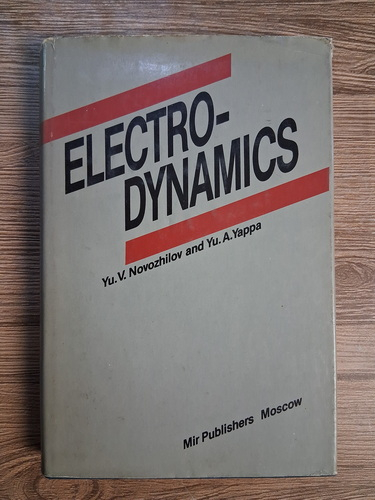 ELECTRO-
DYNAMICS
Yu. V. Novozhilov and Yu. A. Yappa
Mir Publishers Moscow